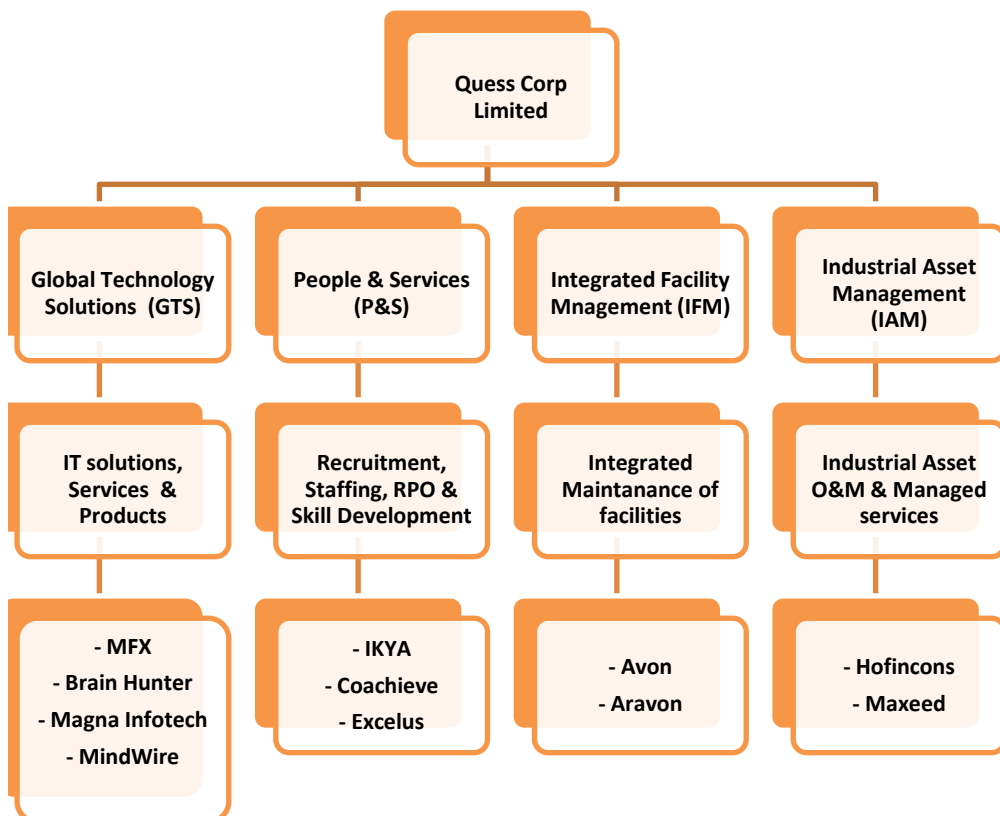 Quess Corp
Limited
Global Technology
Solutions (GTS)
People & Services
(P&S)
Integrated Facility
Mnagement (IFM)
Industrial Asset
Management
(IAM)
IT solutions,
Services &
Products
Recruitment,
Staffing, RPO &
Skill Development
Integrated
Maintanance of
facilities
Industrial Asset
O&M & Managed
services
- MFX
- Brain Hunter
- Magna Infotech
- MindWire
- IKYA
- Coachieve
- Excelus
- Avon
- Aravon
- Hofincons
- Maxeed